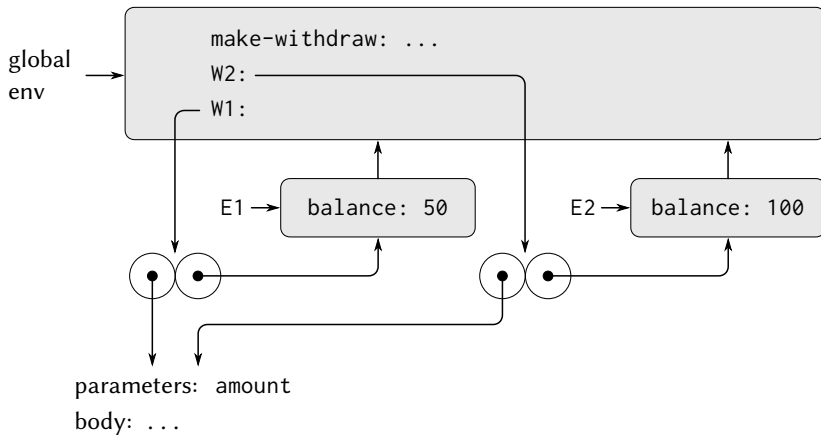 make-withdraw: ...
global
env
W2:
W1:
E1
balance: 50
E2
balance: 100
parameters: amount
body: ...